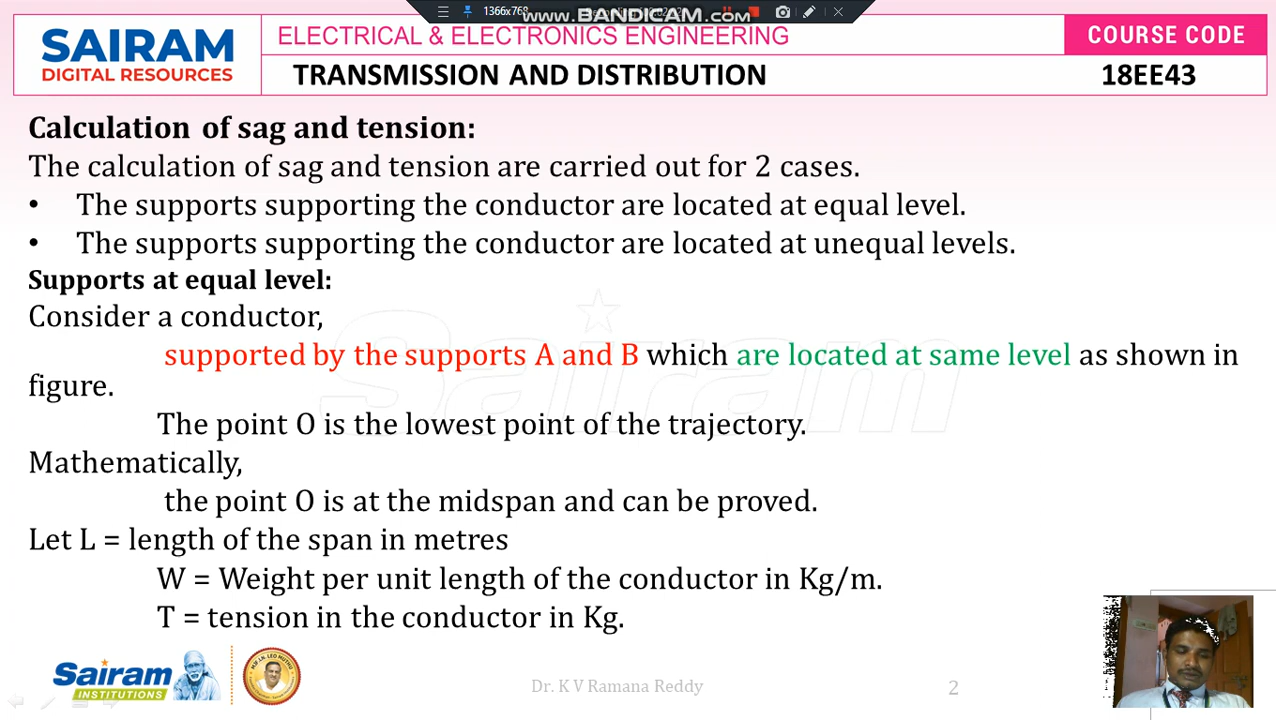 1366x768
www.BANDICAM.com
SAIRAM
DIGITAL RESOURCES
ELECTRICAL & ELECTRONICS ENGINEERING
COURSE CODE
TRANSMISSION AND DISTRIBUTION
18EE43
Calculation of sag and tension:
The calculation of sag and tension are carried out for 2 cases.
• The supports supporting the conductor are located at equal level.
• The supports supporting the conductor are located at unequal levels.
Supports at equal level:
Consider a conductor,
supported by the supports A and B which are located at same level as shown in
figure.
The point O is the lowest point of the trajectory.
Mathematically,
the point O is at the midspan and can be proved.
Let L = length of the span in metres
W = Weight per unit length of the conductor in Kg/m.
T = tension in the conductor in Kg.
Sairam
Sairam
INSTITUTIONS
Dr. K V Ramana Reddy
2